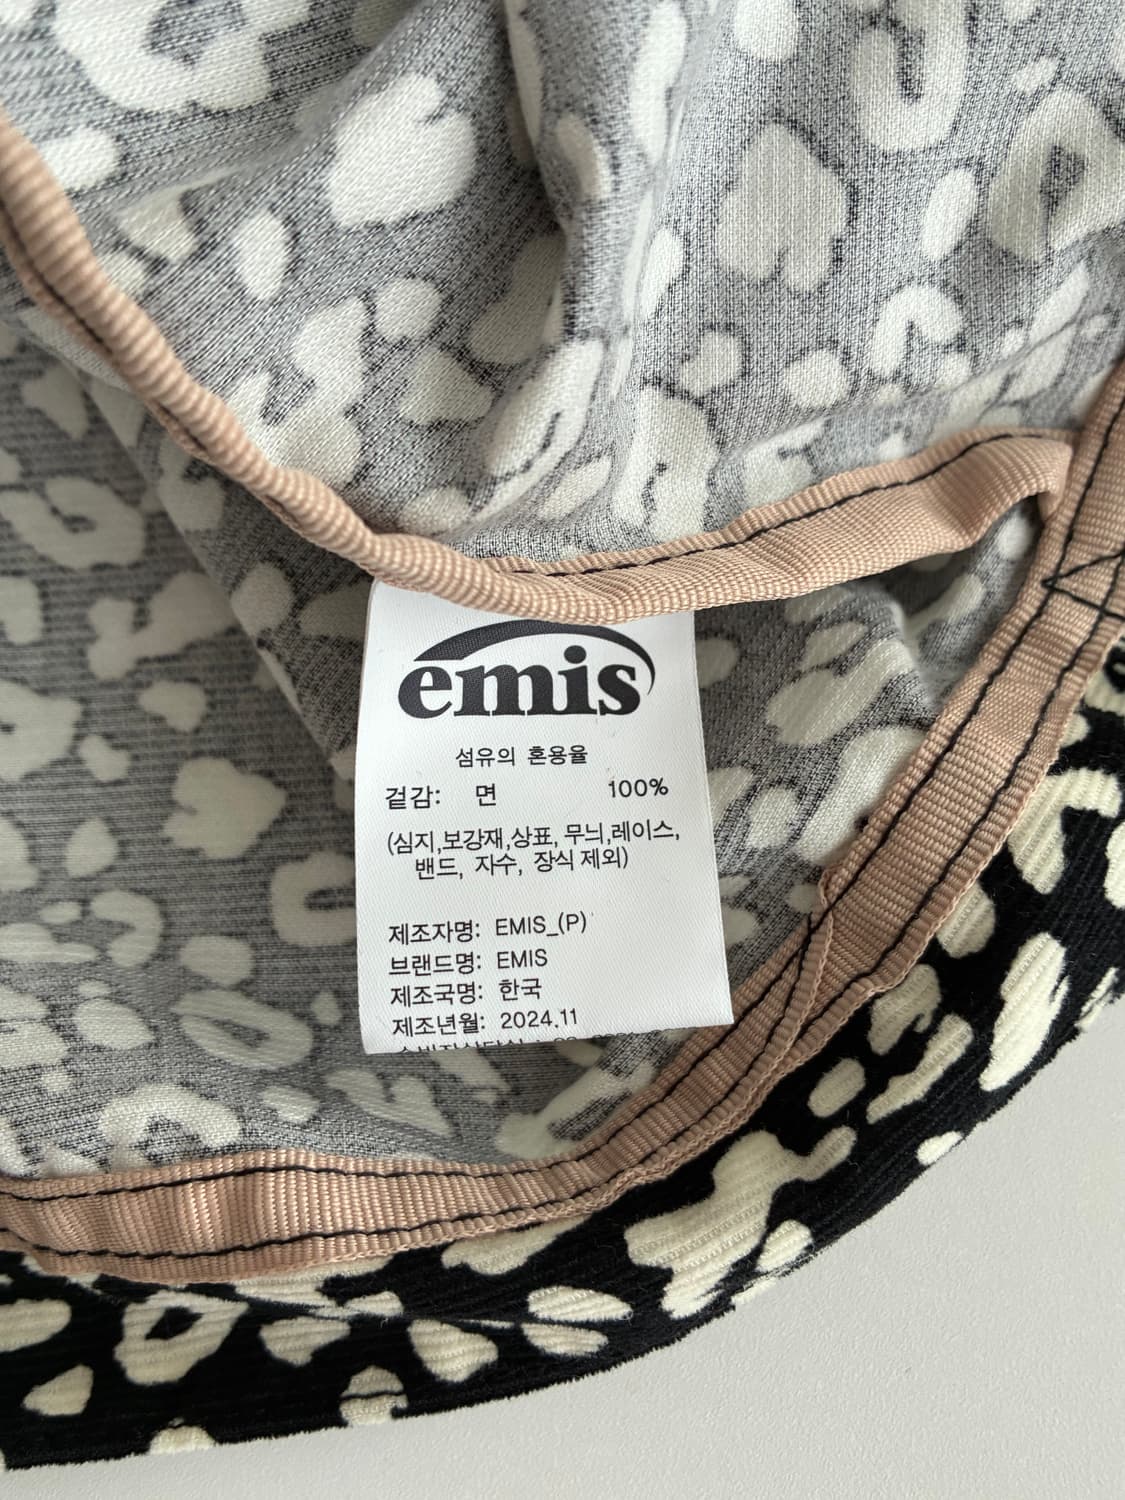 emis
섬유의 혼용율
겉감: 면 100%
(심지,보강재,상표, 무늬,레이스,
밴드, 자수, 장식 제외)
제조자명: EMIS_(P)
브랜드명: EMIS
제조국명: 한국
제조년월: 2024.11